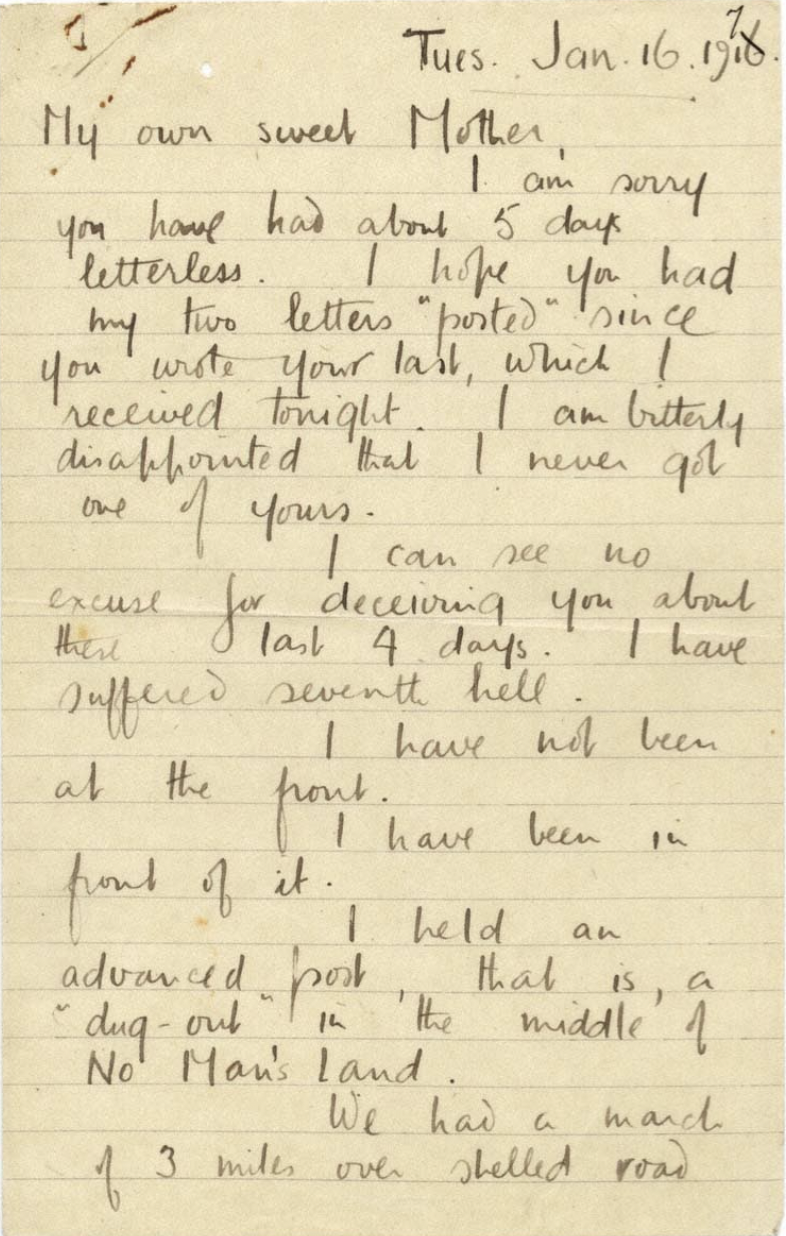 Tues. Jan. 16. 1917.
My own sweet Mother,
I am sorry
you have had about 5 days
letterless. I hope you had
my two letters "posted" since
you wrote your last, which I
received tonight. I am bitterly
disappointed that I never got
one of yours.
I can see no
excuse for deceiving you about
these last 4 days. I have
suffered seventh hell.
I have not been
at the front.
I have been in
front of it.
I held an
advanced post, that is, a
"dug-out" in the middle of
No Man's Land.
We had a march
of 3 miles over shelled road